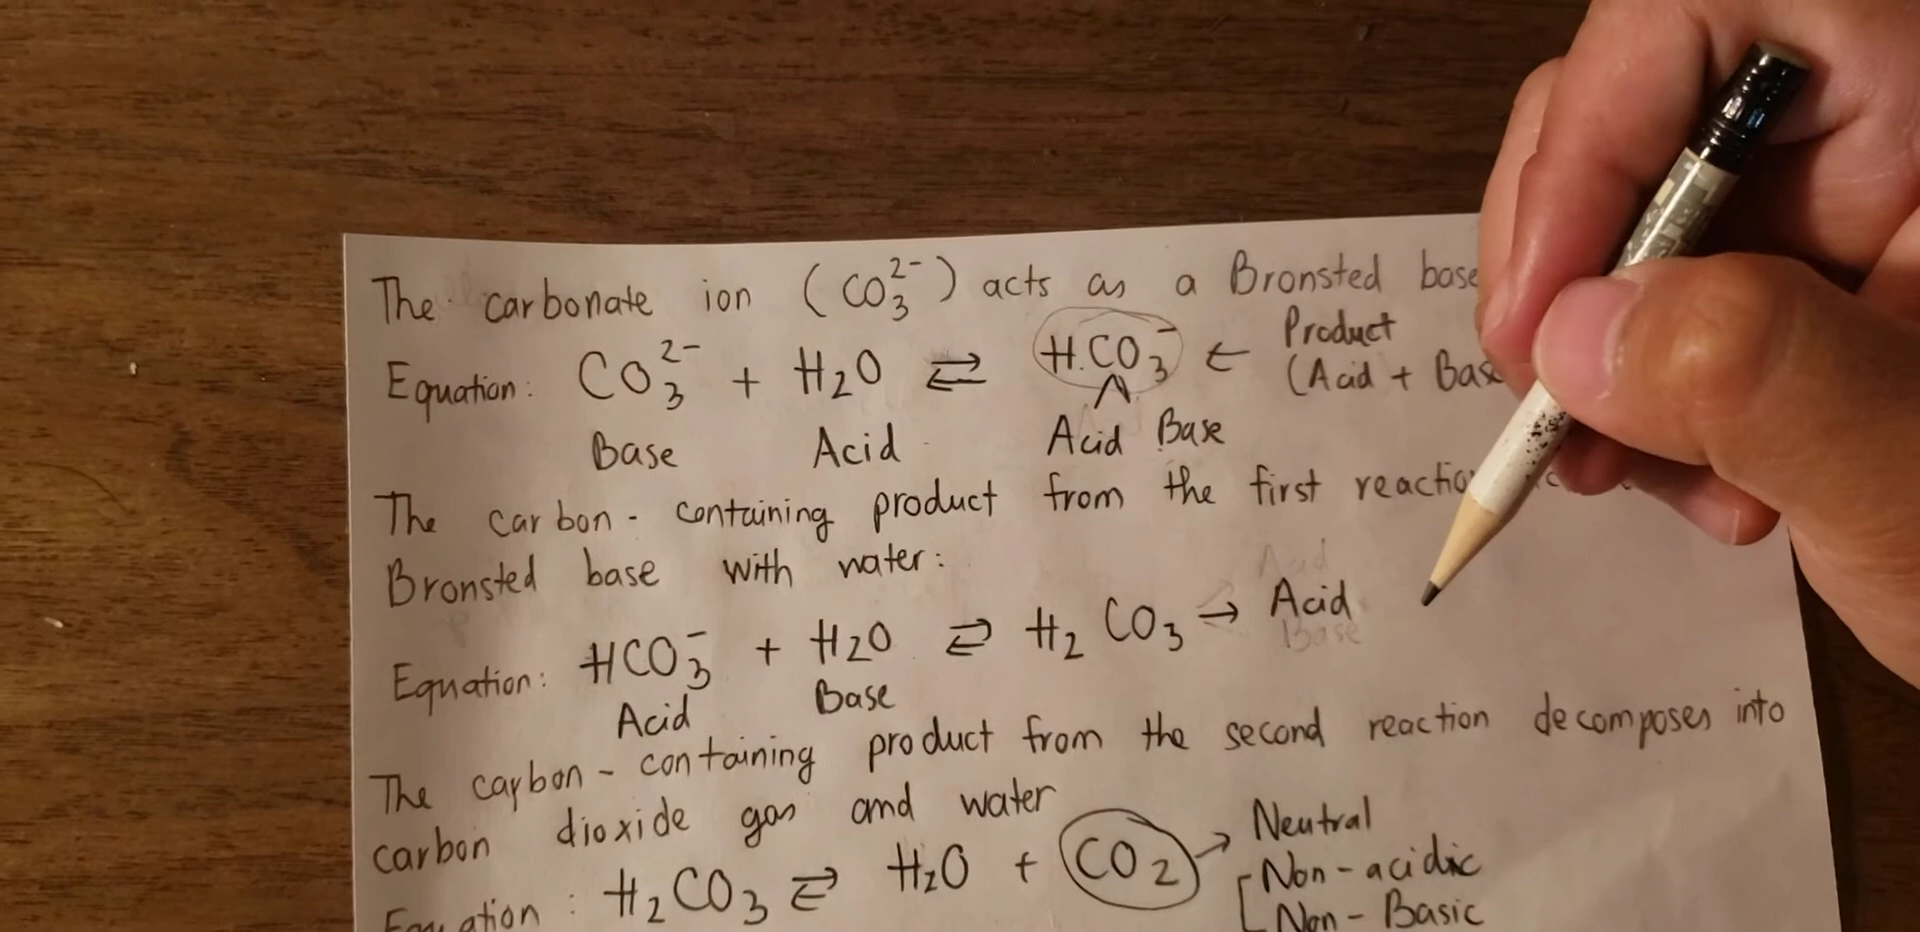 The carbonate ion (CO₃²⁻) acts as a Bronsted base
Equation: CO₃²⁻ + H₂O ⇌ HCO₃⁻ ← Product
(Acid +
Base Acid Acid Base
The carbon-containing product from the first
Bronsted base with water:
Equation: HCO₃⁻ + H₂O ⇌ H₂CO₃ → Acid
Base
Acid Base
The carbon-containing product from the second reaction decomposes into
carbon dioxide gas and water
Equation: H₂CO₃ ⇌ H₂O + CO₂ → Neutral
Non-acidic
Non-Basic